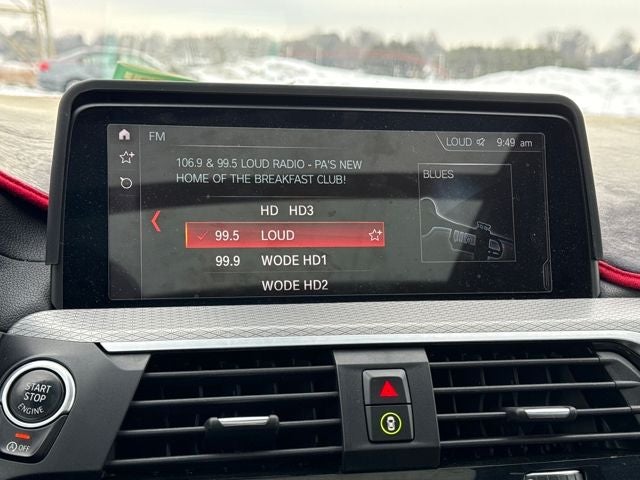 FM
LOUD
9:49 am
106.9 & 99.5 LOUD RADIO - PA'S NEW
HOME OF THE BREAKFAST CLUB!
BLUES
HD HD3
99.5 LOUD
99.9 WODE HD1
WODE HD2
START
STOP
ENGINE
A OFF